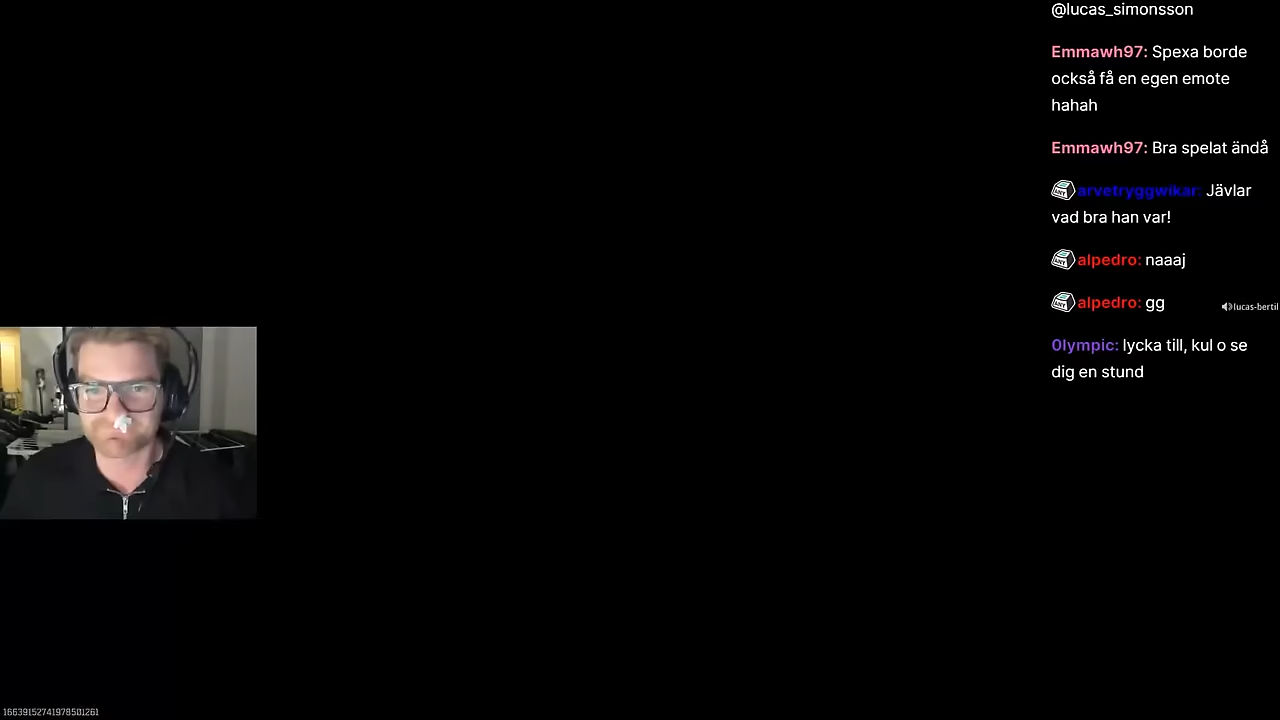 @lucas_simonsson
Emmawh97: Spexa borde
också få en egen emote
hahah
Emmawh97: Bra spelat ändå
arvetryggwikar: Jävlar
vad bra han var!
alpedro: naaaj
alpedro: gg
lucas-bertil
0lympic: lycka till, kul o se
dig en stund
16639152741978501261